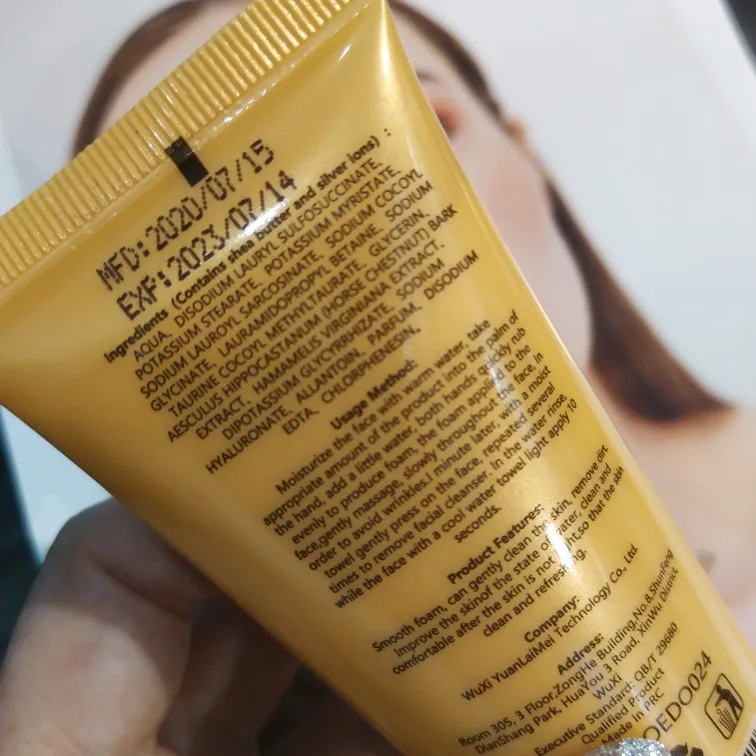 MFD:2020/07/15
EXF:2023/07/14
Ingredients (Contains shea butter and silver ions) :
AQUA, DISODIUM LAURYL SULFOSUCCINATE,
POTASSIUM STEARATE, POTASSIUM MYRISTATE,
SODIUM LAUROYL SARCOSINATE, SODIUM COCOYL
GLYCINATE, LAURAMIDOPROPYL BETAINE, SODIUM
TAURINE COCOYL METHYLTAURATE, GLYCERIN,
AESCULUS HIPPOCASTANUM (HORSE CHESTNUT) BARK
EXTRACT, HAMAMELIS VIRGINIANA EXTRACT,
DIPOTASSIUM GLYCYRRHIZATE, SODIUM
HYALURONATE, ALLANTOIN, PARFUM, DISODIUM
EDTA, CHLORPHENESIN,
Usage Method:
Moisturize the face with warm water, take
appropriate amount of the product into the palm of
the hand, add a little water, both hands quickly rub
evenly to produce foam, the foam applied to the
face,gently massage, slowly throughout the face, in
order to avoid wrinkles.1 minute later, with a moist
towel gently press on the face, repeated several
times to remove facial cleanser. In the water rinse,
while the face with a cool water towel light apply 10
seconds.
Product Features:
Smooth foam, can gently clean the skin, remove dirt
Improve the skinof the state of water, clean and
comfortable after the skin is not so that the skin
clean and refreshing.
Company:
WuXi YuanLaiMei Technology Co., Ltd.
Address:
Room 305, 3 Floor,ZongHe Building,No.8,ShunFeng
DianShang Park, HuaYou 3 Road, XinWu District
WuXi
Executive Standard: QB/T 29680
Qualified Product
Made in PRC
OEDO024